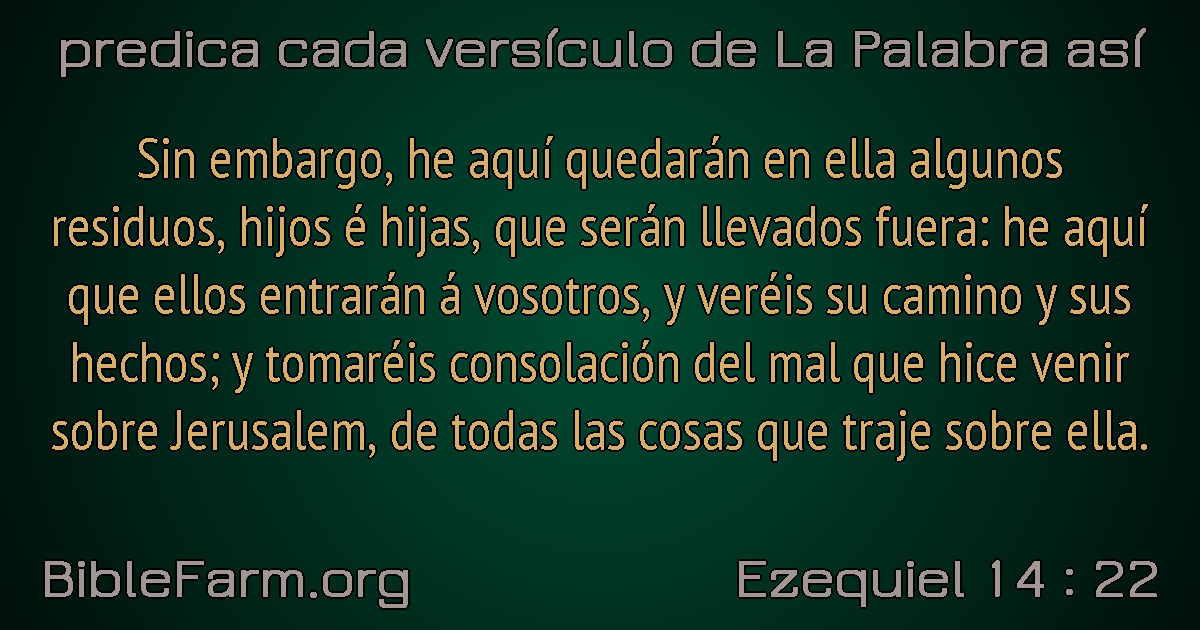 predica cada versículo de La Palabra así
Sin embargo, he aquí quedarán en ella algunos
residuos, hijos é hijas, que serán llevados fuera: he aquí
que ellos entrarán á vosotros, y veréis su camino y sus
hechos; y tomaréis consolación del mal que hice venir
sobre Jerusalem, de todas las cosas que traje sobre ella.
BibleFarm.org
Ezequiel 14 : 22